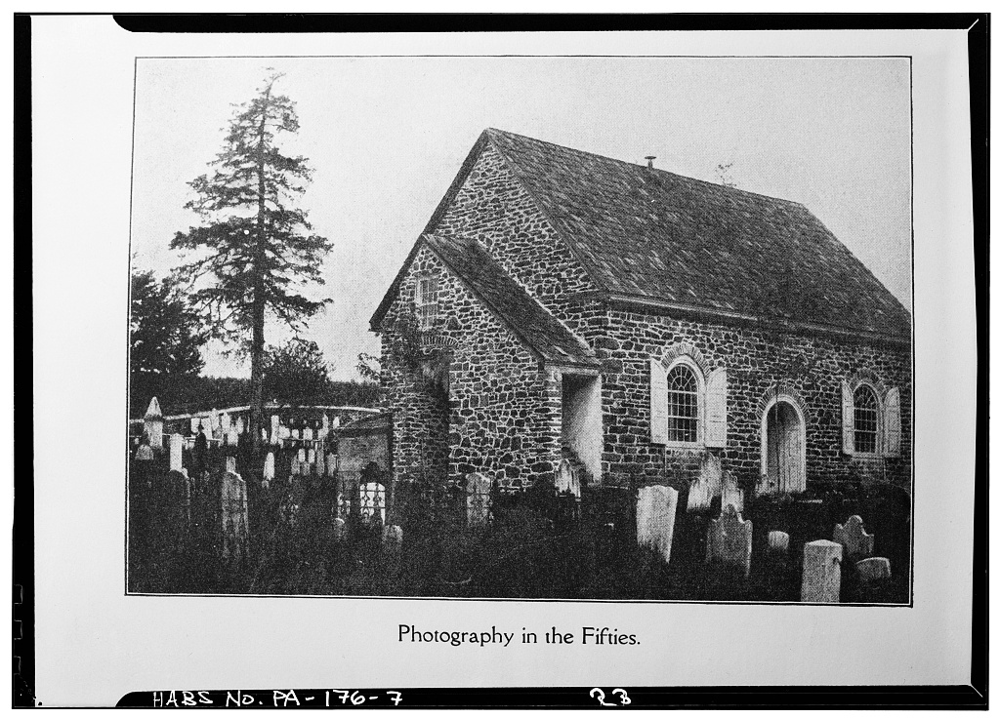 Photography in the Fifties.
HABS NO. PA-176-7 23